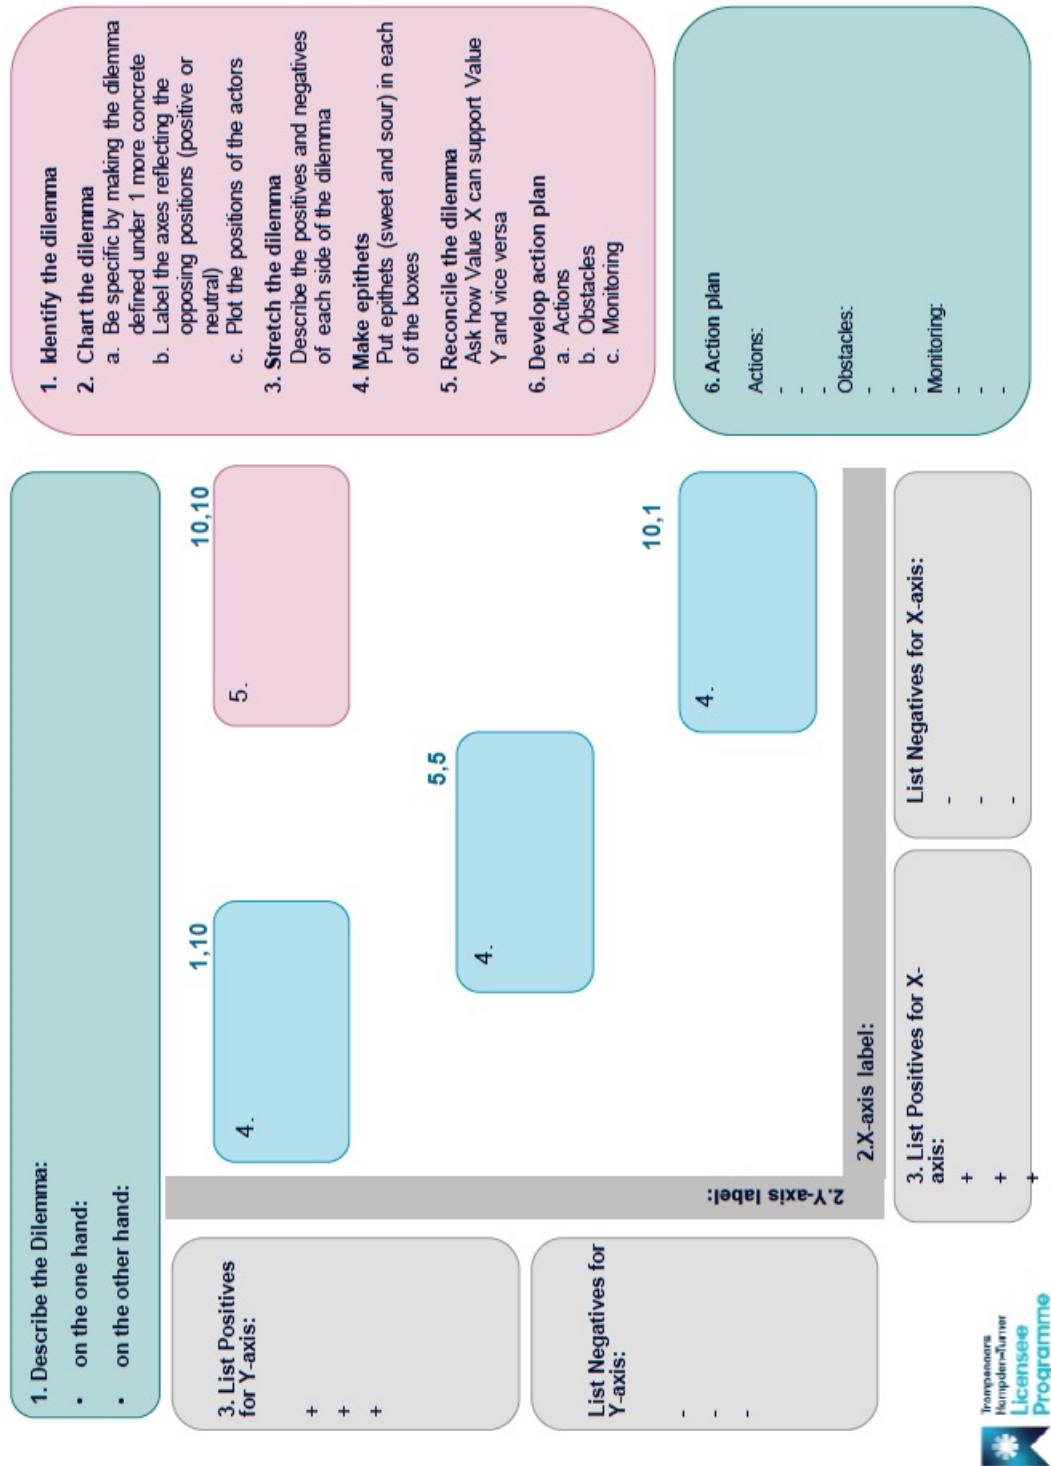 1. Describe the Dilemma:
• on the one hand:
• on the other hand:
3. List Positives
for Y-axis:
+
+
+
List Negatives for
Y-axis:
-
-
-
2.Y-axis label:
1,10
4.
5,5
4.
10,10
5.
10,1
4.
2.X-axis label:
3. List Positives for X-
axis:
+
+
+
List Negatives for X-axis:
-
-
-
1. Identify the dilemma
2. Chart the dilemma
a. Be specific by making the dilemma
defined under 1 more concrete
b. Label the axes reflecting the
opposing positions (positive or
neutral)
c. Plot the positions of the actors
3. Stretch the dilemma
Describe the positives and negatives
of each side of the dilemma
4. Make epithets
Put epithets (sweet and sour) in each
of the boxes
5. Reconcile the dilemma
Ask how Value X can support Value
Y and vice versa
6. Develop action plan
a. Actions
b. Obstacles
c. Monitoring
6. Action plan
Actions:
-
-
-
Obstacles:
-
-
-
Monitoring:
-
-
-
Trompenaars
Hampden-Turner
Licensee
Programme